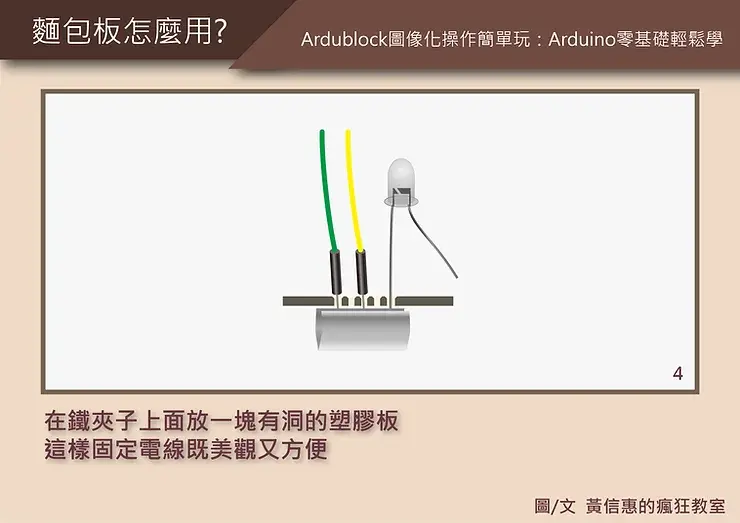 麵包板怎麼用?
Ardublock圖像化操作簡單玩：Arduino零基礎輕鬆學
4
在鐵夾子上面放一塊有洞的塑膠板
這樣固定電線既美觀又方便
圖/文 黃信惠的瘋狂教室